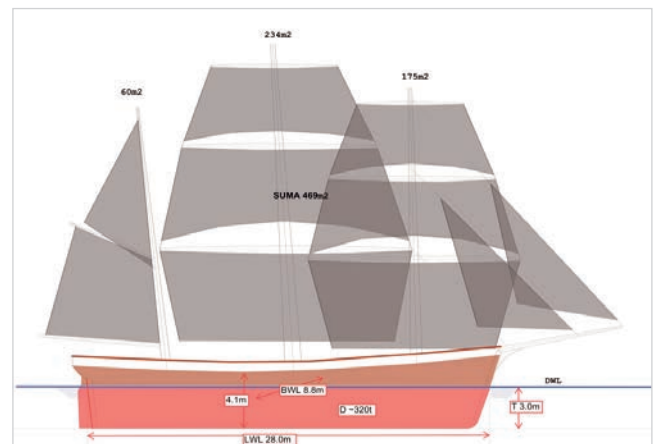 234m2
175m2
60m2
SUMA 469m2
DWL
BWL 8.8m
4.1m
D ~320t
T 3.0m
LWL 28.0m